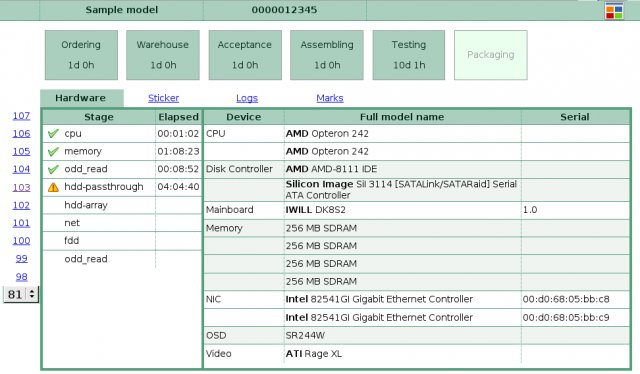 Sample model 0000012345
Ordering Warehouse Acceptance Assembling Testing Packaging
1d 0h 1d 0h 1d 0h 1d 0h 10d 1h
Hardware Sticker Logs Marks
107
106
105
104
103
102
101
100
99
98
81
Stage Elapsed
cpu 00:01:02
memory 01:08:23
odd_read 00:08:52
hdd-passthrough 04:04:40
hdd-array
net
fdd
odd_read
Device Full model name Serial
CPU AMD Opteron 242
AMD Opteron 242
Disk Controller AMD AMD-8111 IDE
Silicon Image SiI 3114 [SATALink/SATARaid] Serial
ATA Controller
Mainboard IWILL DK8S2 1.0
Memory 256 MB SDRAM
256 MB SDRAM
256 MB SDRAM
256 MB SDRAM
NIC Intel 82541GI Gigabit Ethernet Controller 00:d0:68:05:bb:c8
Intel 82541GI Gigabit Ethernet Controller 00:d0:68:05:bb:c9
OSD SR244W
Video ATI Rage XL